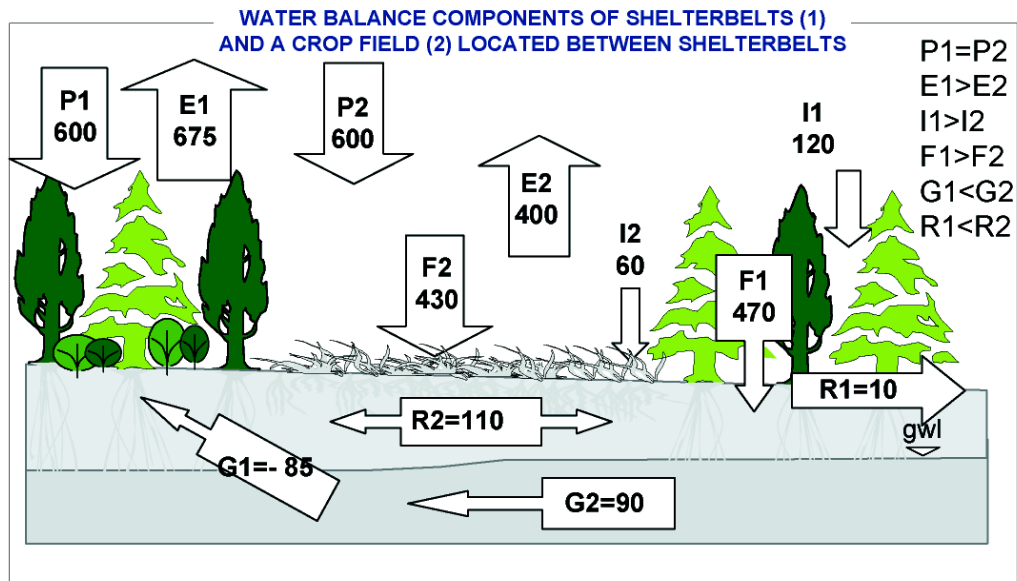 WATER BALANCE COMPONENTS OF SHELTERBELTS (1)
AND A CROP FIELD (2) LOCATED BETWEEN SHELTERBELTS
P1=P2
E1>E2
I1>I2
F1>F2
G1<G2
R1<R2
P1
600
E1
675
P2
600
E2
400
I1
120
F2
430
I2
60
F1
470
R1=10
R2=110
gwl
G1=- 85
G2=90